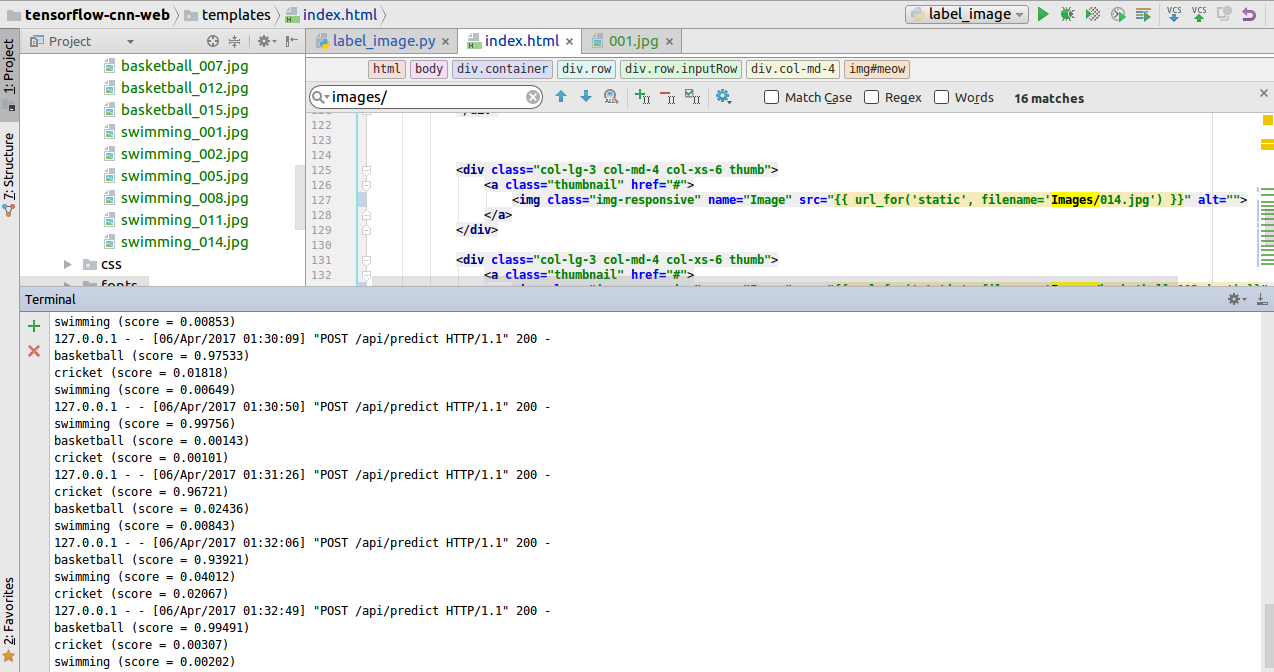 tensorflow-cnn-web templates index.html label_image
VCS VCS
1: Project
7: Structure
2: Favorites
Project
label_image.py × index.html × 001.jpg ×
basketball_007.jpg
basketball_012.jpg
basketball_015.jpg
swimming_001.jpg
swimming_002.jpg
swimming_005.jpg
swimming_008.jpg
swimming_011.jpg
swimming_014.jpg
css
fonts
html body div.container div.row div.row.inputRow div.col-md-4 img#meow
images/ Match Case Regex Words 16 matches
122
123
124
125 <div class="col-lg-3 col-md-4 col-xs-6 thumb">
126 <a class="thumbnail" href="#">
127 <img class="img-responsive" name="Image" src="{{ url_for('static', filename='Images/014.jpg') }}" alt="">
128 </a>
129 </div>
130
131 <div class="col-lg-3 col-md-4 col-xs-6 thumb">
132 <a class="thumbnail" href="#">
Terminal
swimming (score = 0.00853)
127.0.0.1 - - [06/Apr/2017 01:30:09] "POST /api/predict HTTP/1.1" 200 -
basketball (score = 0.97533)
cricket (score = 0.01818)
swimming (score = 0.00649)
127.0.0.1 - - [06/Apr/2017 01:30:50] "POST /api/predict HTTP/1.1" 200 -
swimming (score = 0.99756)
basketball (score = 0.00143)
cricket (score = 0.00101)
127.0.0.1 - - [06/Apr/2017 01:31:26] "POST /api/predict HTTP/1.1" 200 -
cricket (score = 0.96721)
basketball (score = 0.02436)
swimming (score = 0.00843)
127.0.0.1 - - [06/Apr/2017 01:32:06] "POST /api/predict HTTP/1.1" 200 -
basketball (score = 0.93921)
swimming (score = 0.04012)
cricket (score = 0.02067)
127.0.0.1 - - [06/Apr/2017 01:32:49] "POST /api/predict HTTP/1.1" 200 -
basketball (score = 0.99491)
cricket (score = 0.00307)
swimming (score = 0.00202)